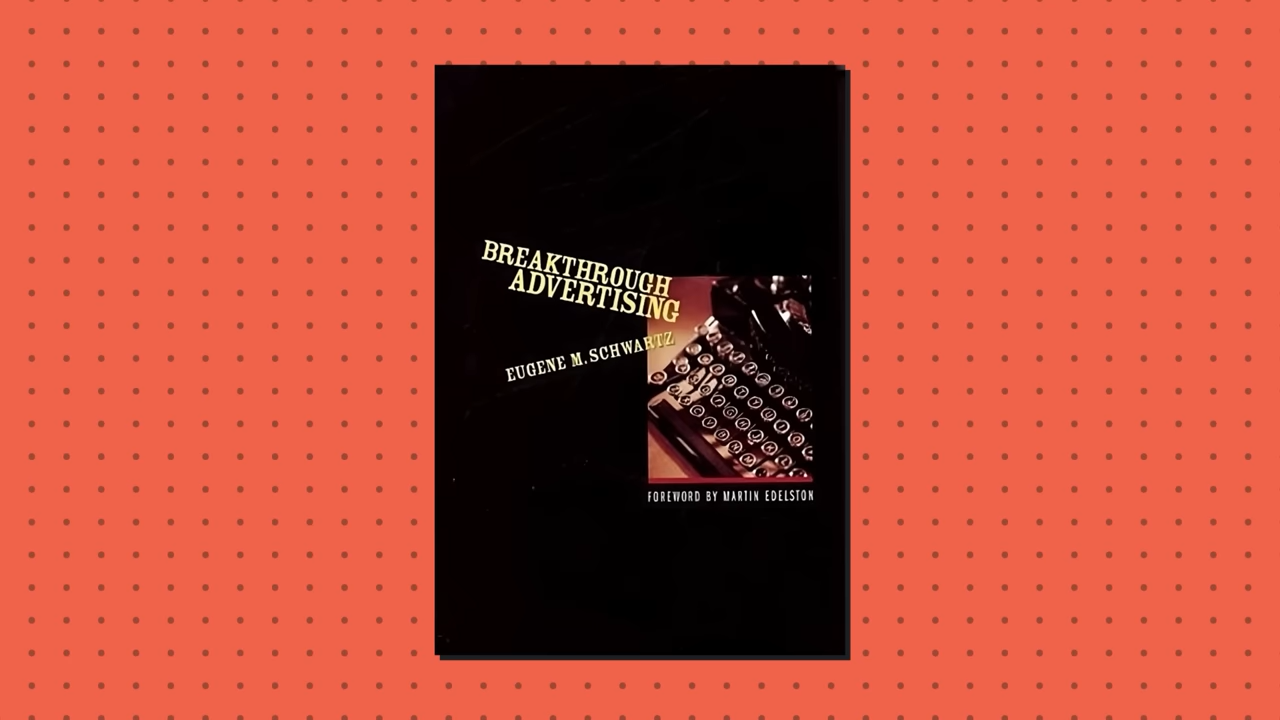 BREAKTHROUGH
ADVERTISING
EUGENE M. SCHWARTZ
FOREWORD BY MARTIN EDELSTON